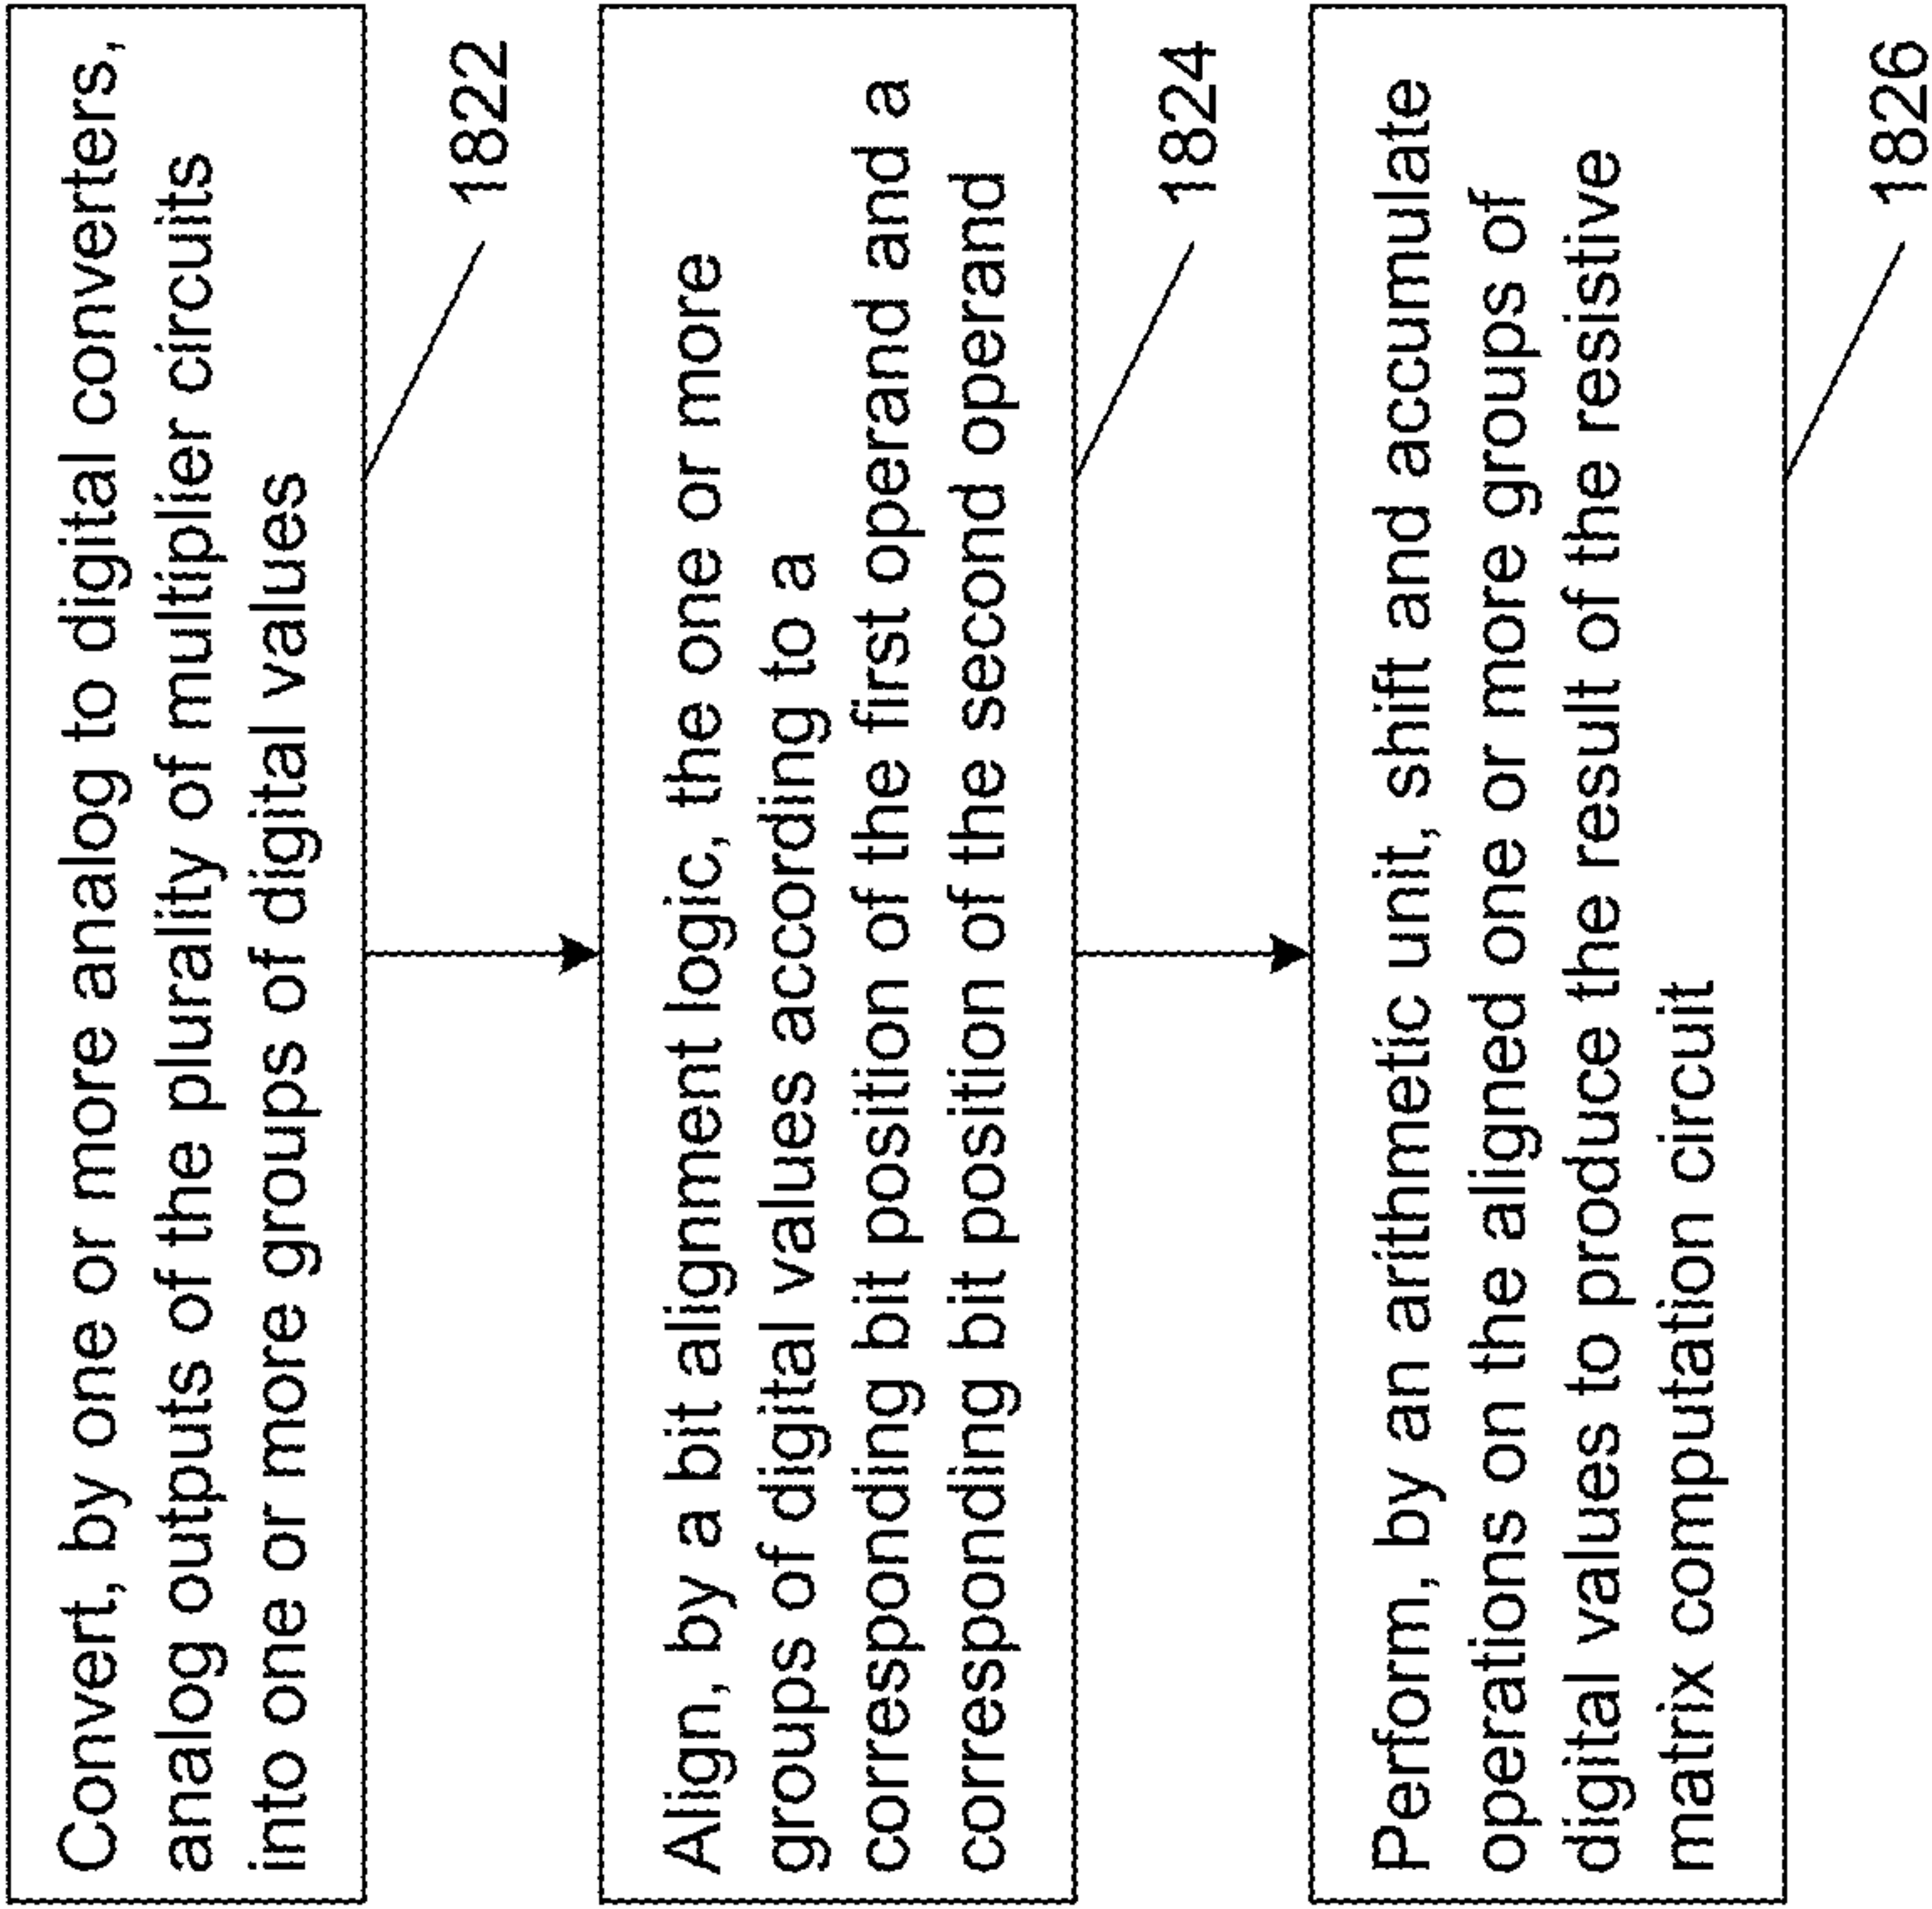 Convert, by one or more analog to digital converters,
analog outputs of the plurality of multiplier circuits
into one or more groups of digital values
1822
Align, by a bit alignment logic, the one or more
groups of digital values according to a
corresponding bit position of the first operand and a
corresponding bit position of the second operand
1824
Perform, by an arithmetic unit, shift and accumulate
operations on the aligned one or more groups of
digital values to produce the result of the resistive
matrix computation circuit
1826